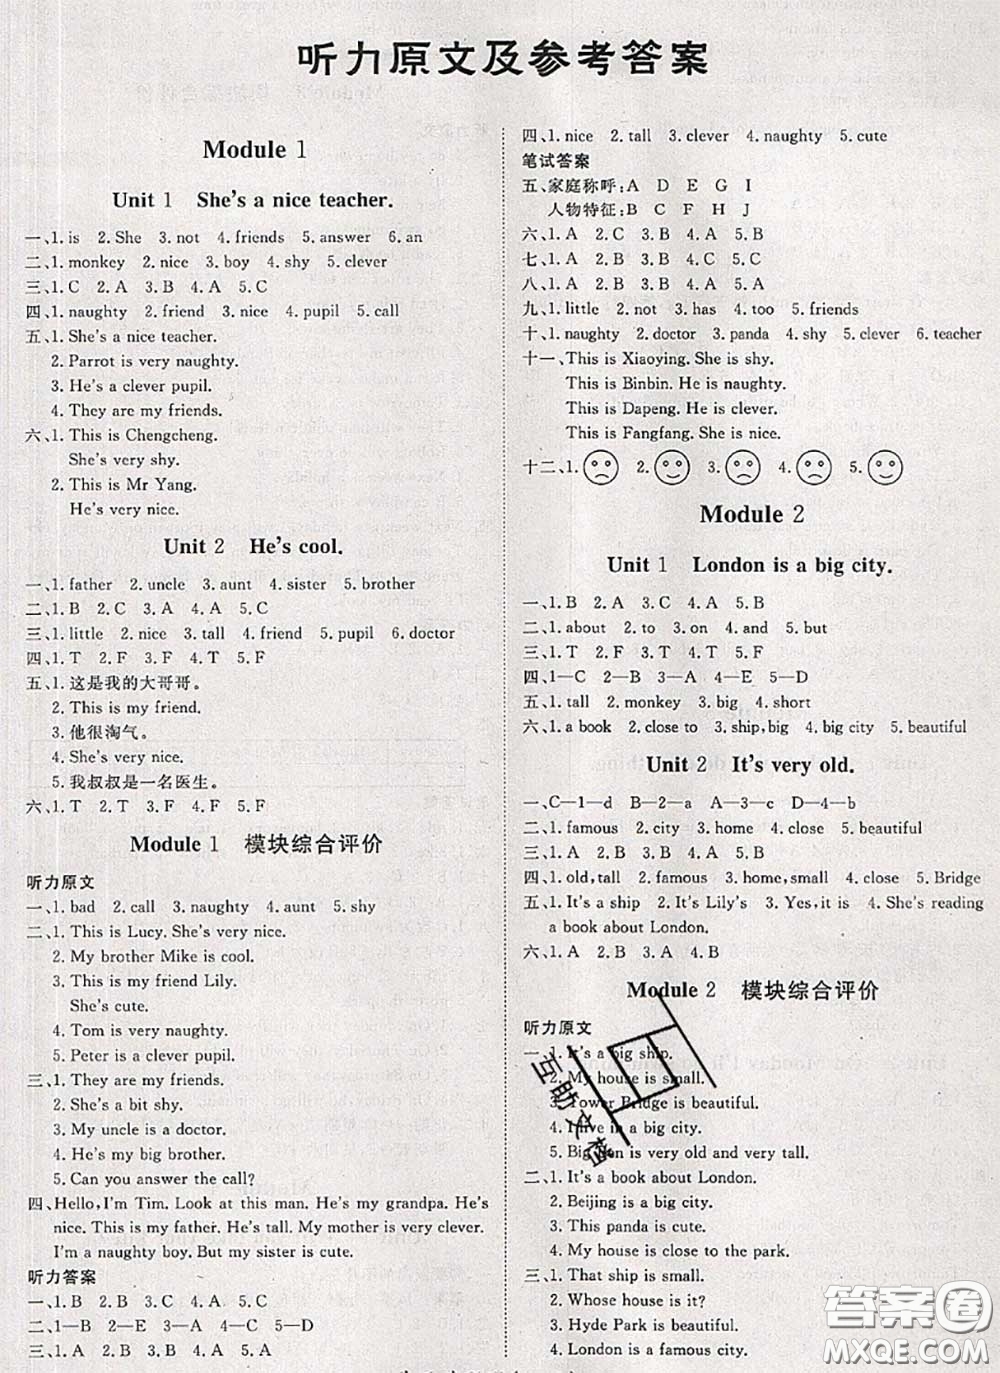 听力原文及参考答案
Module 1
Unit 1 She's a nice teacher.
一、1. is 2. She 3. not 4. friends 5. answer 6. an
二、1. monkey 2. nice 3. boy 4. shy 5. clever
三、1. C 2. A 3. B 4. A 5. C
四、1. naughty 2. friend 3. nice 4. pupil 5. call
五、1. She's a nice teacher.
2. Parrot is very naughty.
3. He's a clever pupil.
4. They are my friends.
六、1. This is Chengcheng.
She's very shy.
2. This is Mr Yang.
He's very nice.
Unit 2 He's cool.
一、1. father 2. uncle 3. aunt 4. sister 5. brother
二、1. B 2. C 3. A 4. A 5. C
三、1. little 2. nice 3. tall 4. friend 5. pupil 6. doctor
四、1. T 2. F 3. F 4. T 5. F
五、1. 这是我的大哥哥。
2. This is my friend.
3. 他很淘气。
4. She's very nice.
5. 我叔叔是一名医生。
六、1. T 2. T 3. F 4. F 5. F
Module 1 模块综合评价
听力原文
一、1. bad 2. call 3. naughty 4. aunt 5. shy
二、1. This is Lucy. She's very nice.
2. My brother Mike is cool.
3. This is my friend Lily.
She's cute.
4. Tom is very naughty.
5. Peter is a clever pupil.
三、1. They are my friends.
2. She's a bit shy.
3. My uncle is a doctor.
4. He's my big brother.
5. Can you answer the call?
四、Hello, I'm Tim. Look at this man. He's my grandpa. He's
nice. This is my father. He's tall. My mother is very clever.
I'm a naughty boy. But my sister is cute.
听力答案
一、1. B 2. B 3. C 4. A 5. C
二、1—B 2—E 3—A 4—C 5—D
三、1. B 2. A 3. B 4. A 5. B
四、1. nice 2. tall 3. clever 4. naughty 5. cute
笔试答案
五、家庭称呼：A D E G I
人物特征：B C F H J
六、1. A 2. C 3. B 4. A 5. B
七、1. A 2. B 3. B 4. A 5. B
八、1. A 2. B 3. B 4. A 5. A
九、1. little 2. not 3. has 4. too 5. friends
十、1. naughty 2. doctor 3. panda 4. shy 5. clever 6. teacher
十一、This is Xiaoying. She is shy.
This is Binbin. He is naughty.
This is Dapeng. He is clever.
This is Fangfang. She is nice.
十二、1. 2. 3. 4. 5.
Module 2
Unit 1 London is a big city.
一、1. B 2. A 3. C 4. A 5. B
二、1. about 2. to 3. on 4. and 5. but
三、1. T 2. F 3. F 4. T 5. F
四、1—C 2—B 3—A 4—E 5—D
五、1. tall 2. monkey 3. big 4. short
六、1. a book 2. close to 3. ship, big 4. big city 5. beautiful
Unit 2 It's very old.
一、C—1—d B—2—a A—3—c D—4—b
二、1. famous 2. city 3. home 4. close 5. beautiful
三、1. A 2. B 3. B 4. A 5. A
四、1. old, tall 2. famous 3. home, small 4. close 5. Bridge
五、1. It's a ship 2. It's Lily's 3. Yes, it is 4. She's reading
a book about London.
六、1. A 2. B 3. A 4. B
Module 2 模块综合评价
听力原文
一、1. It's a big ship.
2. My house is small.
3. Tower Bridge is beautiful.
4. I live in a big city.
5. Big Ben is very old and very tall.
二、1. It's a book about London.
2. Beijing is a big city.
3. This panda is cute.
4. My house is close to the park.
三、1. That ship is small.
2. Whose house is it?
3. Hyde Park is beautiful.
4. London is a famous city.
互助文档
答案圈
MXQE.COM